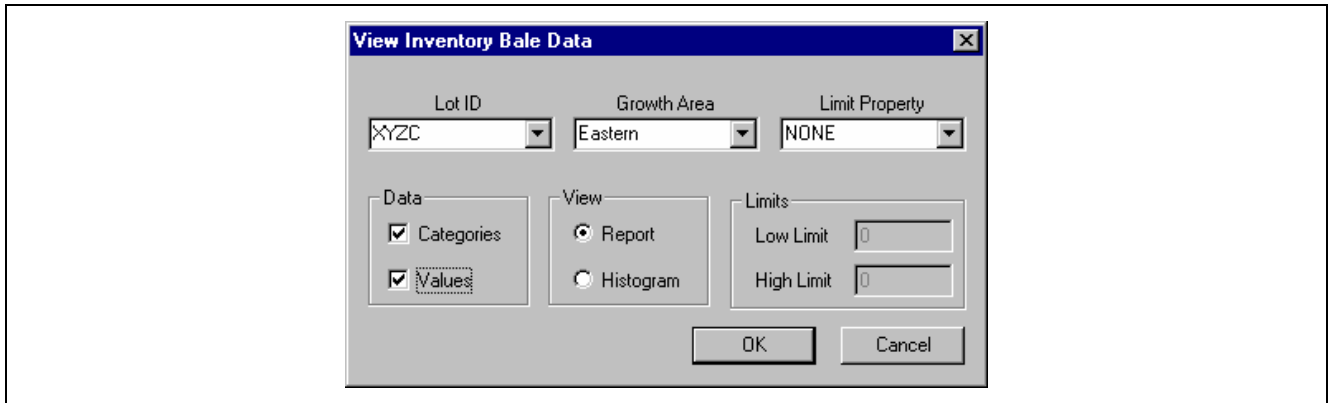 View Inventory Bale Data
Lot ID Growth Area Limit Property
XYZC Eastern NONE
Data View Limits
Categories Report Low Limit 0
Values Histogram High Limit 0
OK Cancel